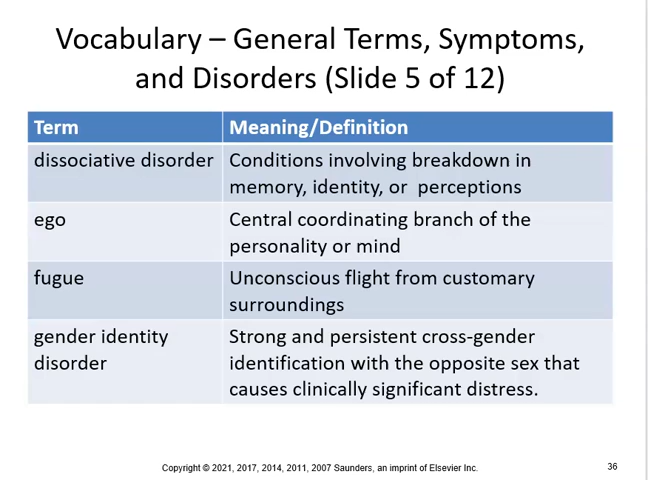 Vocabulary – General Terms, Symptoms,
and Disorders (Slide 5 of 12)
Term Meaning/Definition
dissociative disorder Conditions involving breakdown in
memory, identity, or  perceptions
ego Central coordinating branch of the
personality or mind
fugue Unconscious flight from customary
surroundings
gender identity Strong and persistent cross-gender
disorder identification with the opposite sex that
causes clinically significant distress.
Copyright © 2021, 2017, 2014, 2011, 2007 Saunders, an imprint of Elsevier Inc. 36